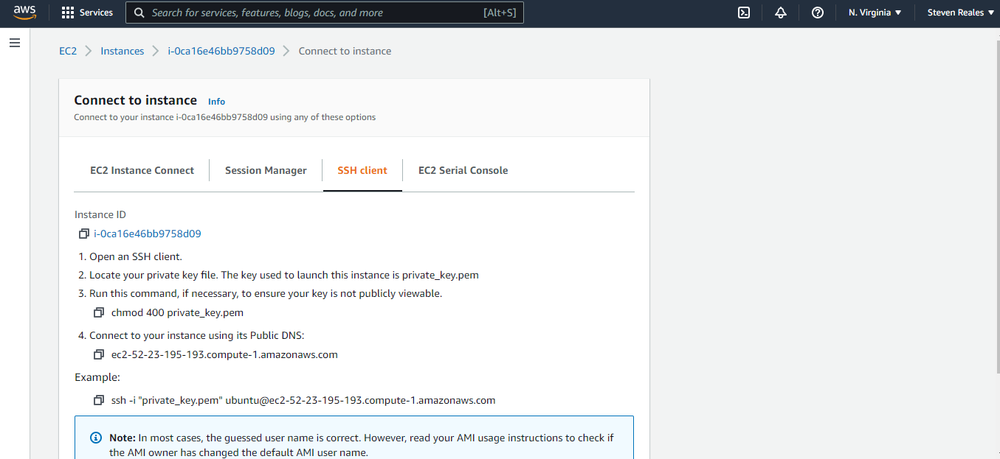 aws
Services
Search for services, features, blogs, docs, and more
[Alt+S]
N. Virginia
Steven Reales
EC2
Instances
i-0ca16e46bb9758d09
Connect to instance
Connect to instance Info
Connect to your instance i-0ca16e46bb9758d09 using any of these options
EC2 Instance Connect
Session Manager
SSH client
EC2 Serial Console
Instance ID
i-0ca16e46bb9758d09
1. Open an SSH client.
2. Locate your private key file. The key used to launch this instance is private_key.pem
3. Run this command, if necessary, to ensure your key is not publicly viewable.
chmod 400 private_key.pem
4. Connect to your instance using its Public DNS:
ec2-52-23-195-193.compute-1.amazonaws.com
Example:
ssh -i "private_key.pem" ubuntu@ec2-52-23-195-193.compute-1.amazonaws.com
Note: In most cases, the guessed user name is correct. However, read your AMI usage instructions to check if
the AMI owner has changed the default AMI user name.